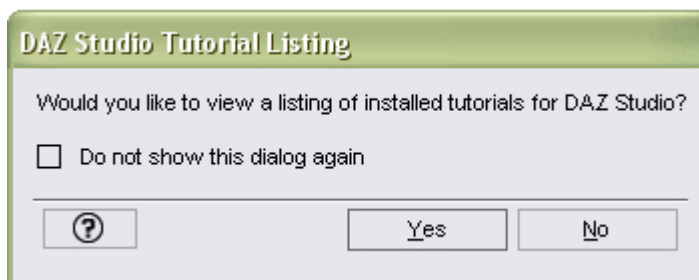 DAZ Studio Tutorial Listing
Would you like to view a listing of installed tutorials for DAZ Studio?
Do not show this dialog again
? Yes No